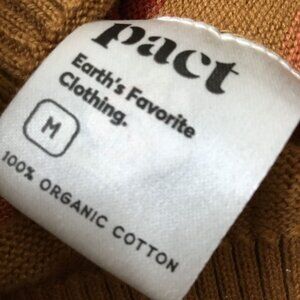 pact
Earth's Favorite
Clothing.
M
100% ORGANIC COTTON